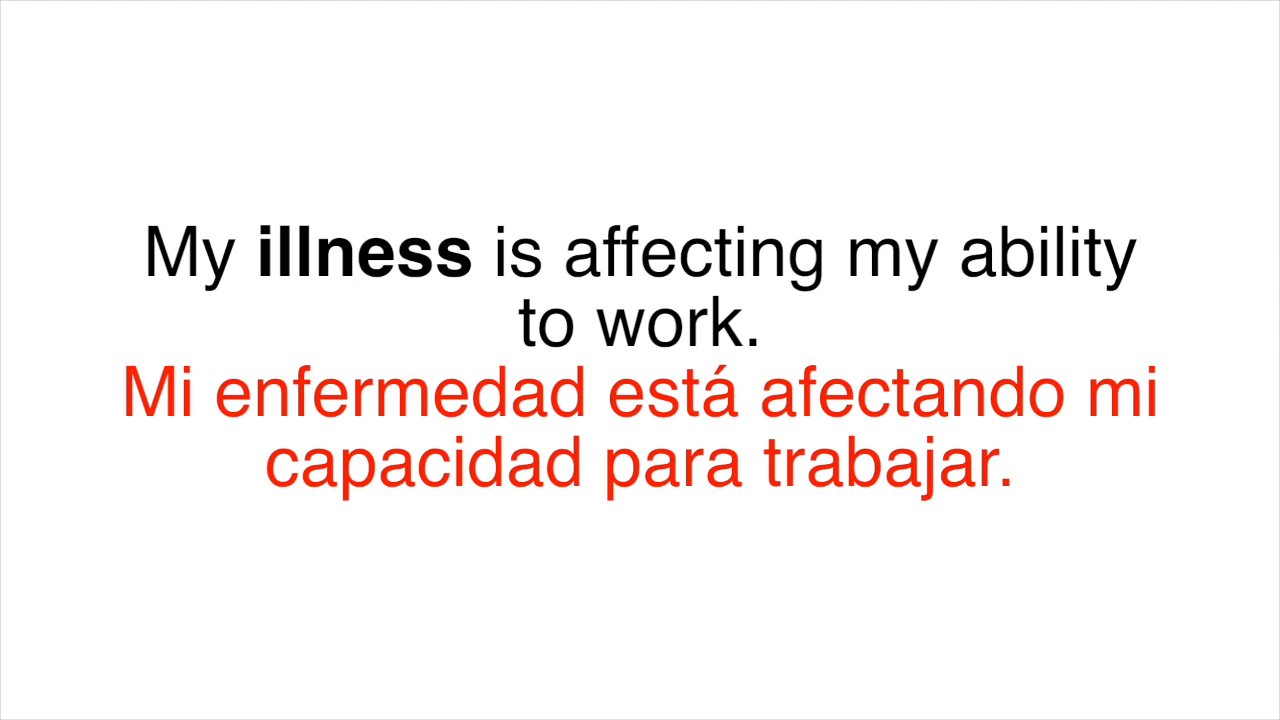 My illness is affecting my ability
to work.
Mi enfermedad está afectando mi
capacidad para trabajar.